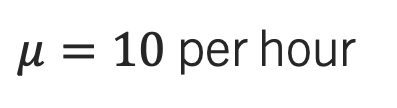 μ = 10 per hour